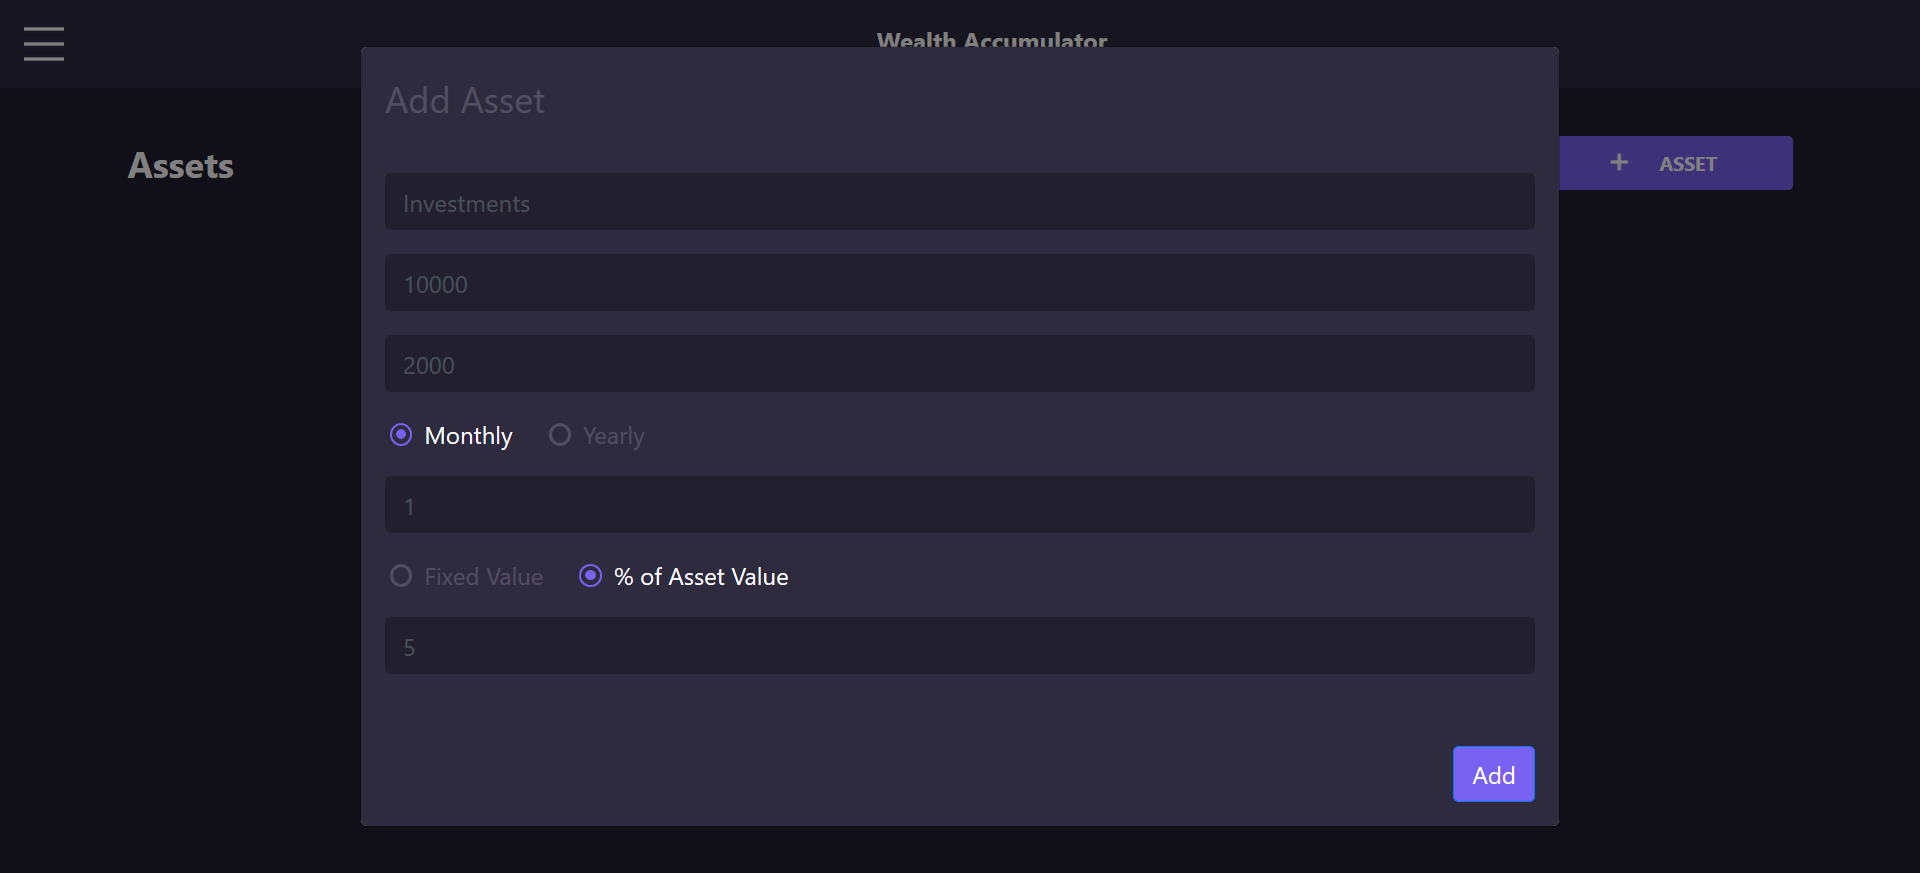 Wealth Accumulator
Add Asset
Assets
+ ASSET
Investments
10000
2000
Monthly
Yearly
1
Fixed Value
% of Asset Value
5
Add